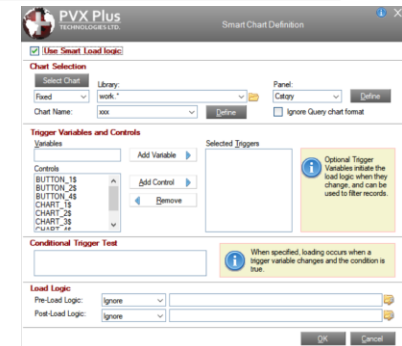 PVX Plus
TECHNOLOGIES LTD.
Smart Chart Definition
Use Smart Load logic
Chart Selection
Select Chart
Library:
Panel:
Fixed
work.*
Catqry
Define
Chart Name:
xxx
Define
Ignore Query chart format
Trigger Variables and Controls
Variables
Selected Triggers
Add Variable
Controls
BUTTON_1$
BUTTON_2$
BUTTON_4$
CHART_1$
CHART_2$
CHART_3$
CHART_4$
Add Control
Remove
Optional Trigger
Variables initiate the
load logic when they
change, and can be
used to filter records.
Conditional Trigger Test
When specified, loading occurs when a
trigger variable changes and the condition is
true.
Load Logic
Pre-Load Logic:
Ignore
Post-Load Logic:
Ignore
OK
Cancel